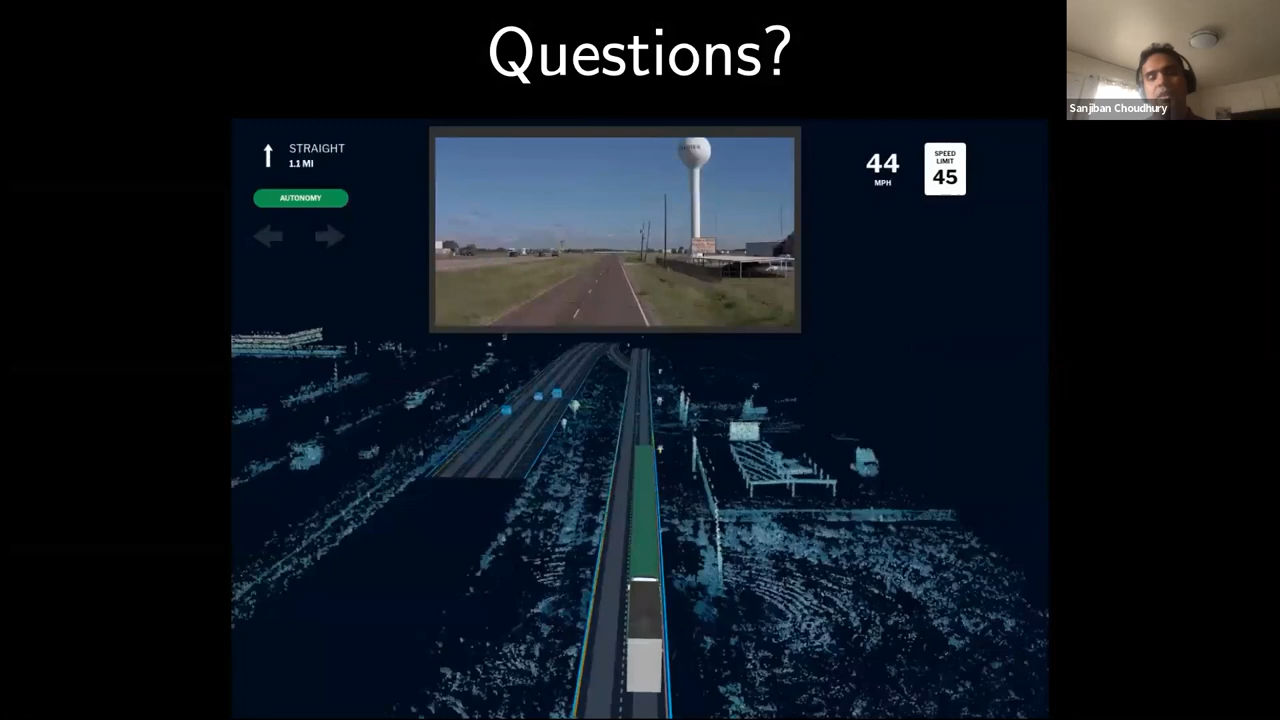 Questions?
Sanjiban Choudhury
STRAIGHT
1.1 MI
AUTONOMY
44
MPH
SPEED
LIMIT
45